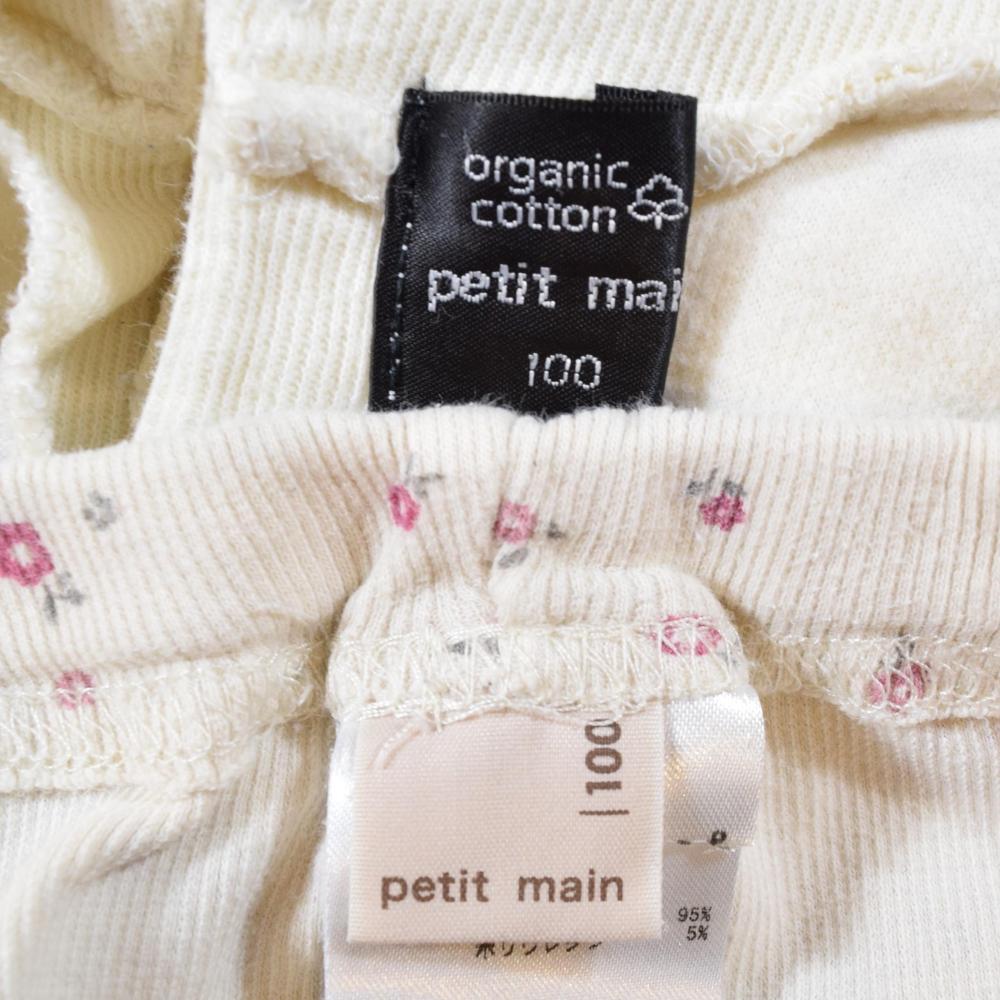 organic
cotton
petit mai
100
100
petit main
95%
5%